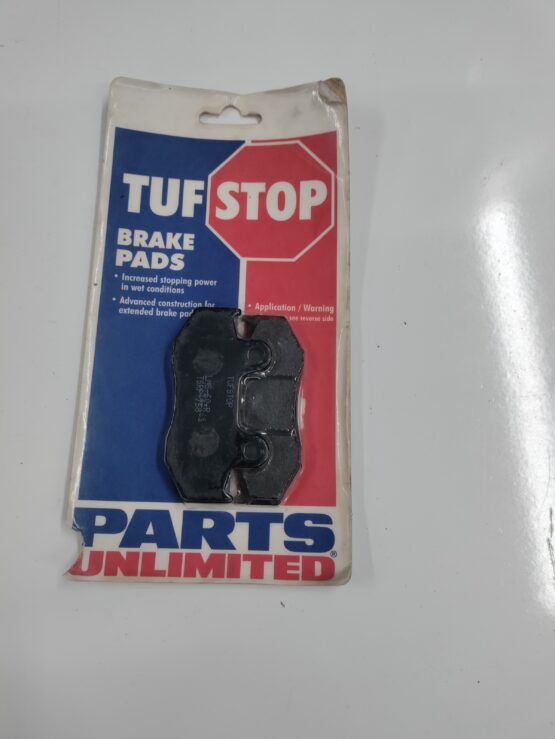 TUF STOP
BRAKE
PADS
• Increased stopping power
in wet conditions
• Advanced construction for
extended brake pad
• Application / Warning
see reverse side
TUFSTOP
PARTS
UNLIMITED®